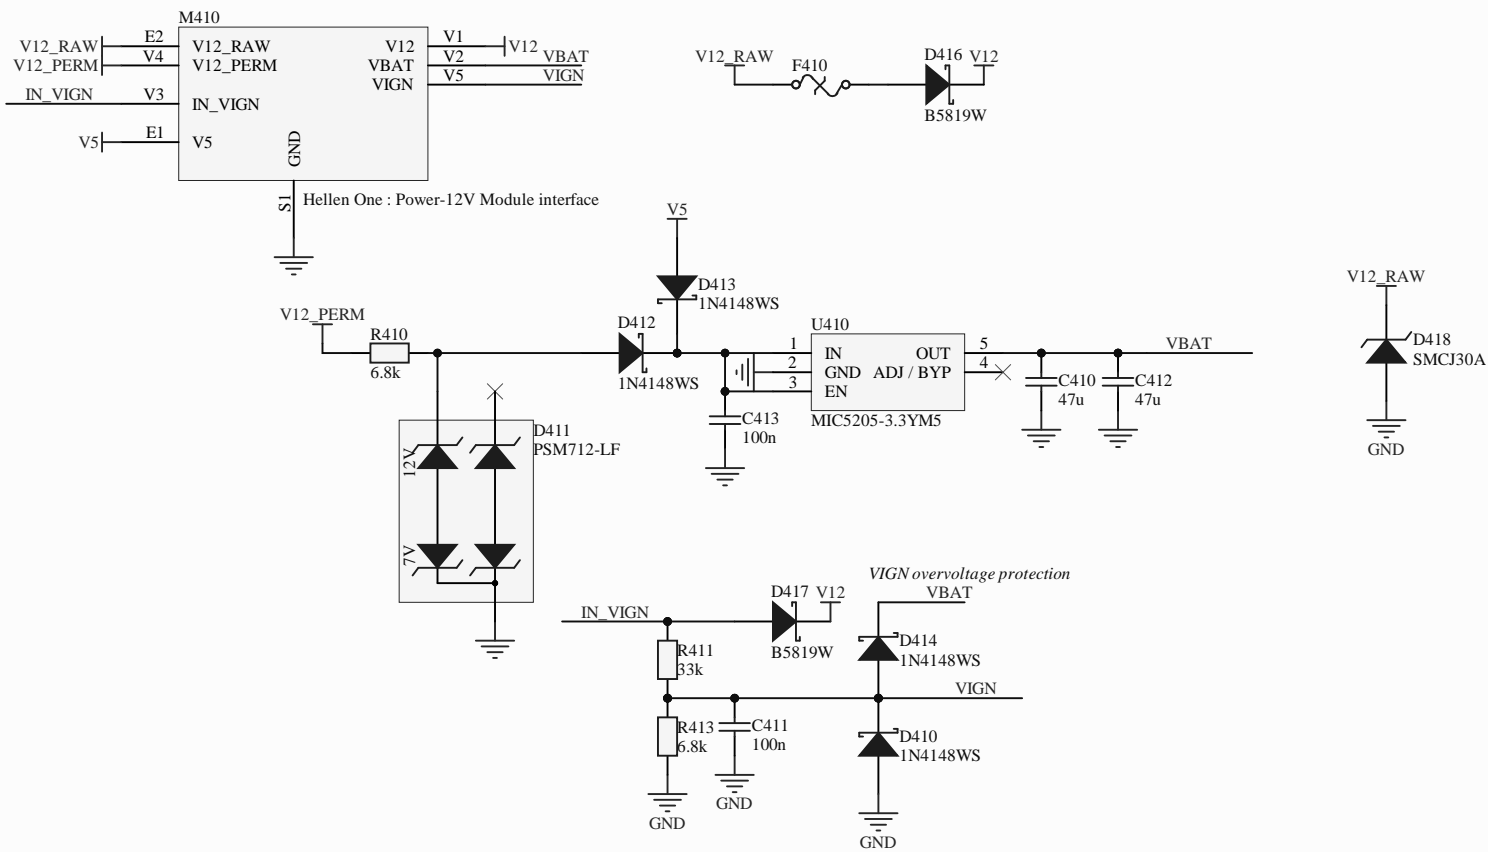 M410
V12_RAW
E2
V12_RAW
V12
V1
V12
V12_PERM
V4
V12_PERM
VBAT
V2
VBAT
VIGN
V5
VIGN
IN_VIGN
V3
IN_VIGN
V5
E1
V5
GND
S1
Hellen One : Power-12V Module interface
V12_RAW
F410
D416
V12
B5819W
V5
D413
1N4148WS
V12_PERM
R410
6.8k
D412
1N4148WS
U410
1
IN
OUT
5
2
GND
ADJ / BYP
4
3
EN
MIC5205-3.3YM5
VBAT
C413
100n
C410
47u
C412
47u
V12_RAW
D418
SMCJ30A
GND
D411
PSM712-LF
12V
7V
VIGN overvoltage protection
IN_VIGN
D417
V12
B5819W
VBAT
R411
33k
D414
1N4148WS
VIGN
R413
6.8k
C411
100n
D410
1N4148WS
GND
GND
GND